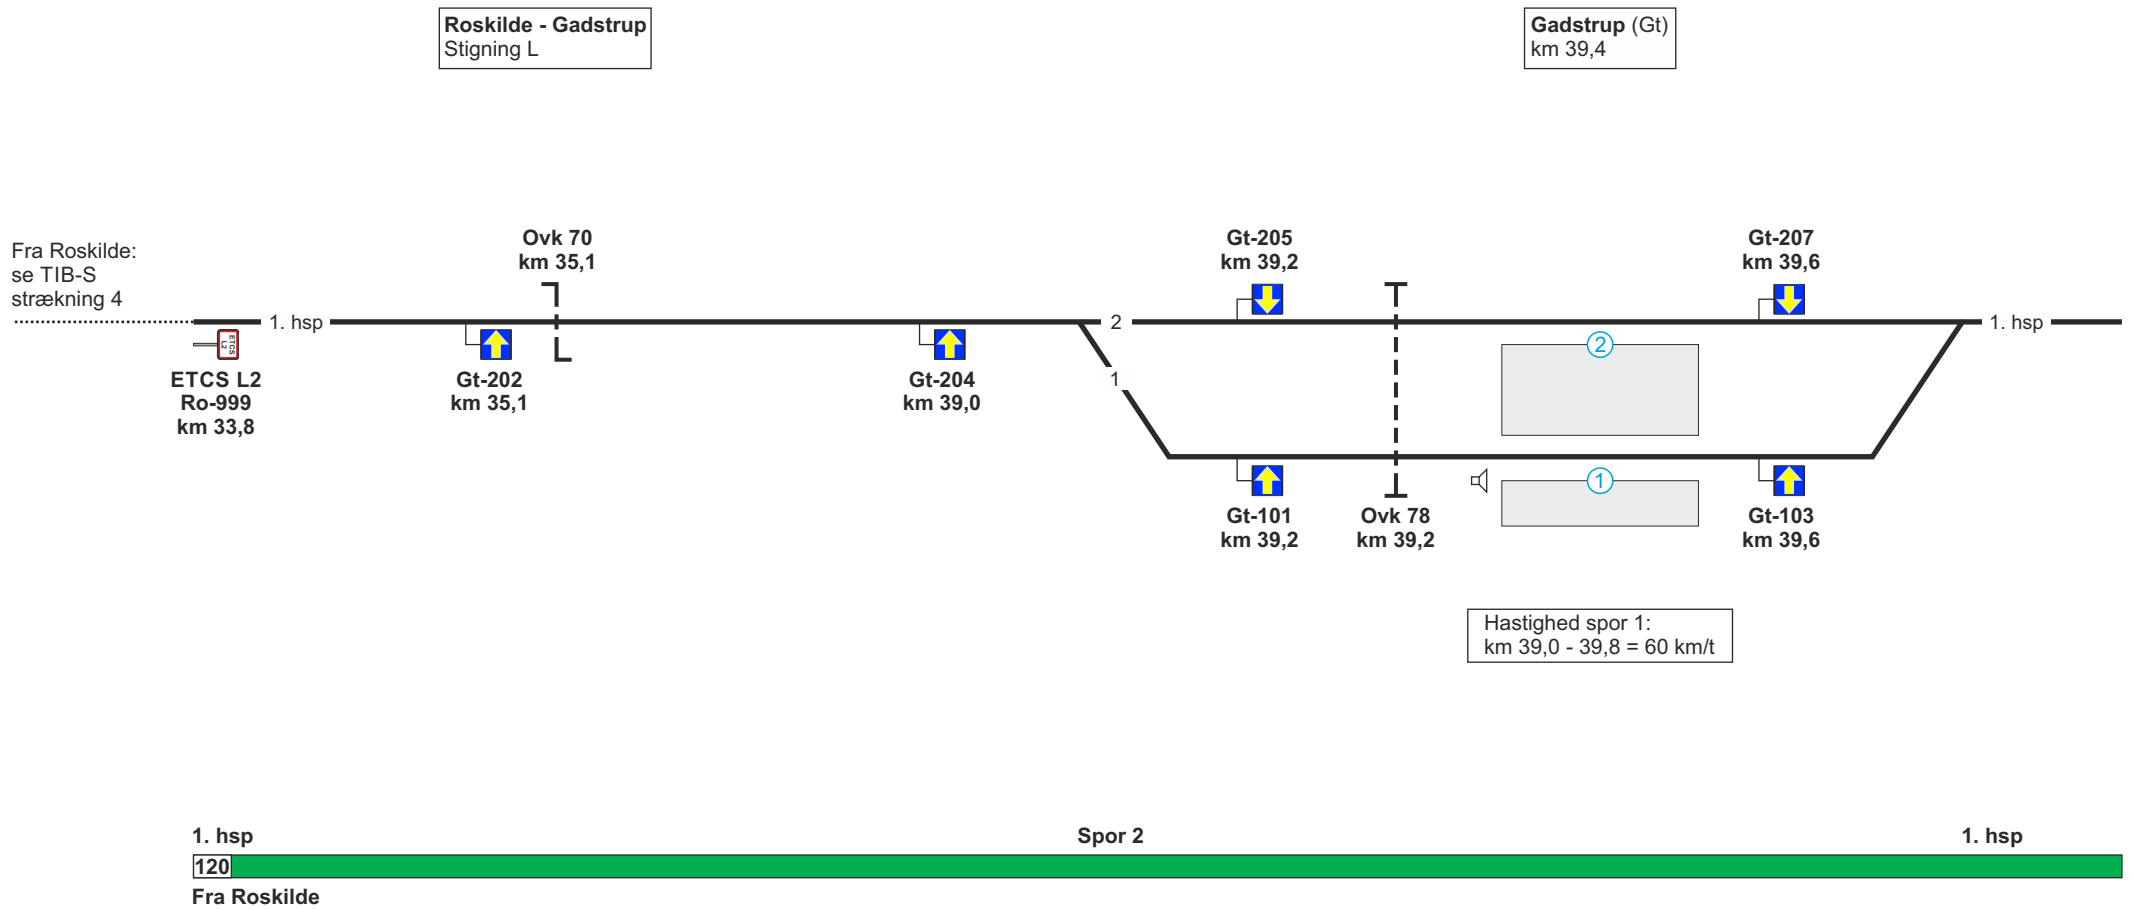 Roskilde - Gadstrup
Stigning L
Gadstrup (Gt)
km 39,4
Fra Roskilde:
se TIB-S
strækning 4
Ovk 70
km 35,1
Gt-205
km 39,2
Gt-207
km 39,6
1. hsp
2
1. hsp
ETCS
L2
ETCS L2
Ro-999
km 33,8
Gt-202
km 35,1
Gt-204
km 39,0
1
2
1
Gt-101
km 39,2
Ovk 78
km 39,2
Gt-103
km 39,6
Hastighed spor 1:
km 39,0 - 39,8 = 60 km/t
1. hsp
Spor 2
1. hsp
120
Fra Roskilde